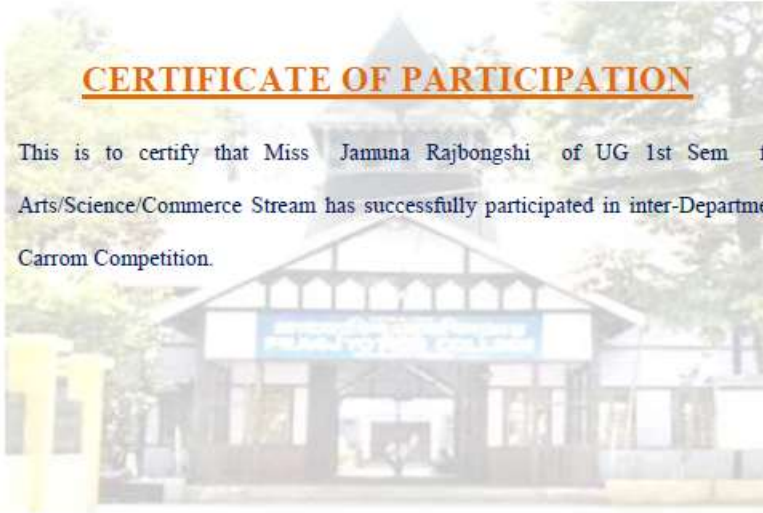 CERTIFICATE OF PARTICIPATION
This is to certify that Miss Jamuna Rajbongshi of UG 1st Sem f
Arts/Science/Commerce Stream has successfully participated in inter-Departme
Carrom Competition.
COLLEGE